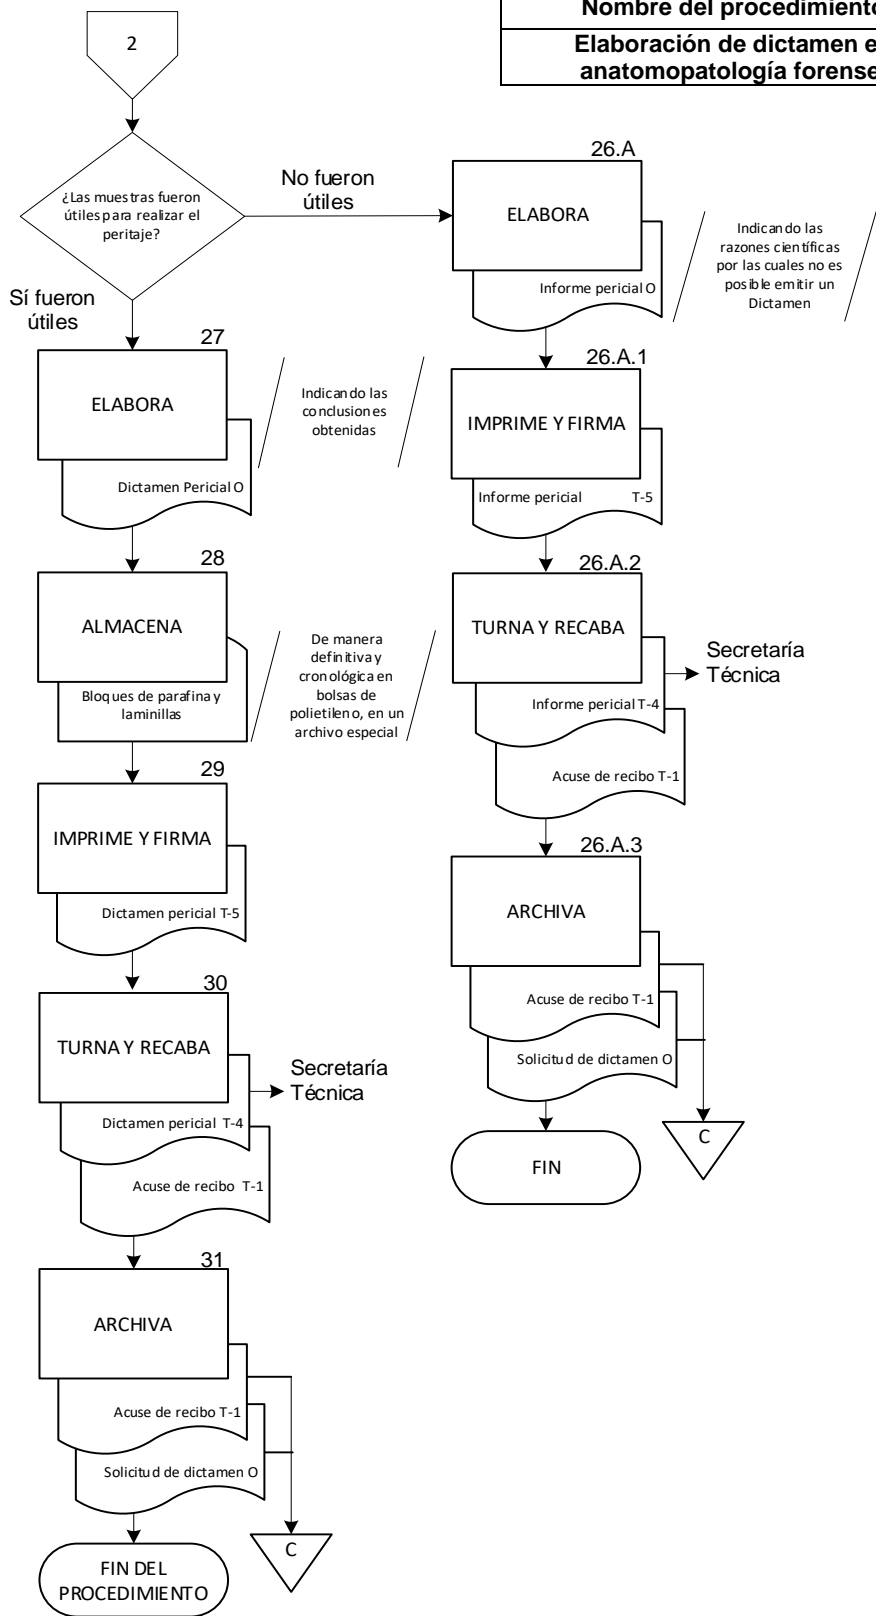 Nombre del procedimiento
Elaboración de dictamen e
anatomopatología forense
2
¿Las muestras fueron
útiles para realizar el
peritaje?
No fueron
útiles
Sí fueron
útiles
26.A
ELABORA
Informe pericial O
Indicando las
razones científicas
por las cuales no es
posible emitir un
Dictamen
27
ELABORA
Dictamen Pericial O
Indicando las
conclusiones
obtenidas
26.A.1
IMPRIME Y FIRMA
Informe pericial T-5
28
ALMACENA
Bloques de parafina y
laminillas
De manera
definitiva y
cronológica en
bolsas de
polietileno, en un
archivo especial
26.A.2
TURNA Y RECABA
Informe pericial T-4
Acuse de recibo T-1
Secretaría
Técnica
29
IMPRIME Y FIRMA
Dictamen pericial T-5
26.A.3
ARCHIVA
Acuse de recibo T-1
Solicitud de dictamen O
C
FIN
30
TURNA Y RECABA
Dictamen pericial T-4
Acuse de recibo T-1
Secretaría
Técnica
31
ARCHIVA
Acuse de recibo T-1
Solicitud de dictamen O
C
FIN DEL
PROCEDIMIENTO